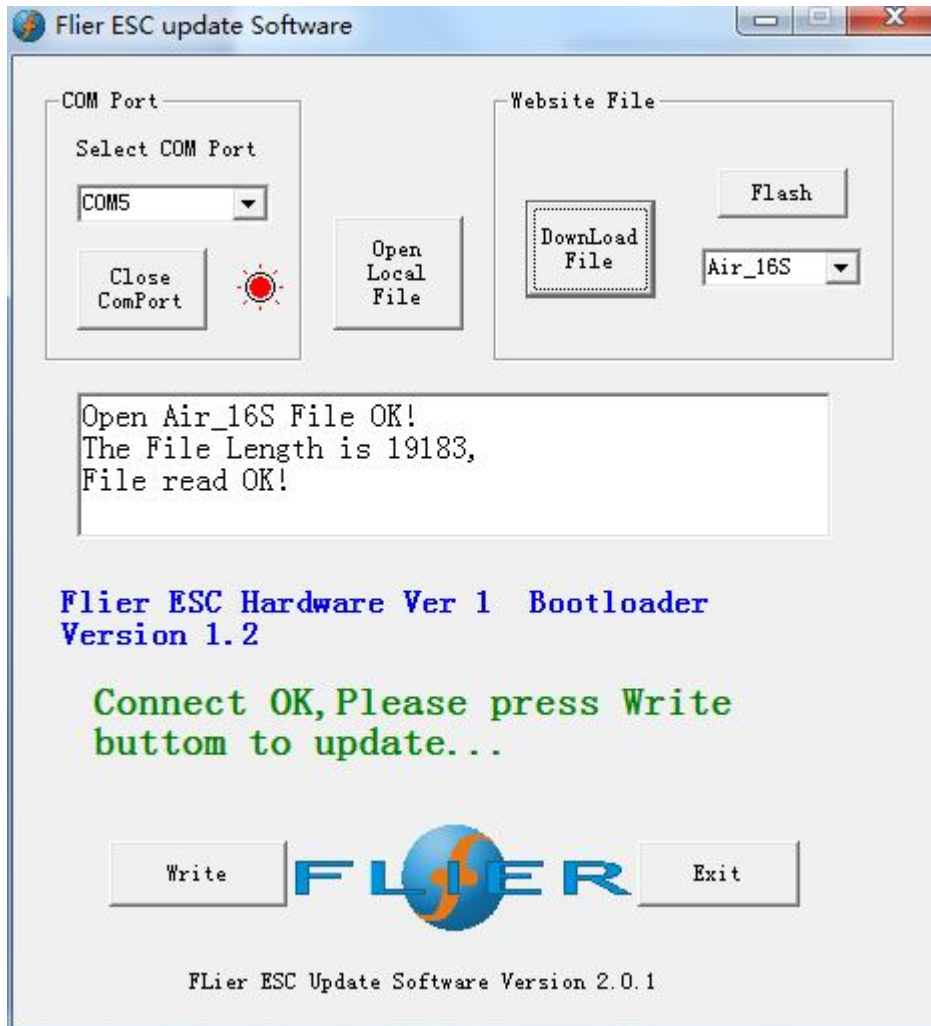 Flier ESC update Software
COM Port
Select COM Port
COM5
Close
ComPort
Open
Local
File
Website File
DownLoad
File
Flash
Air_16S
Open Air_16S File OK!
The File Length is 19183,
File read OK!
Flier ESC Hardware Ver 1  Bootloader
Version 1.2
Connect OK,Please press Write
buttom to update...
Write
FLIER
Exit
FLier ESC Update Software Version 2.0.1